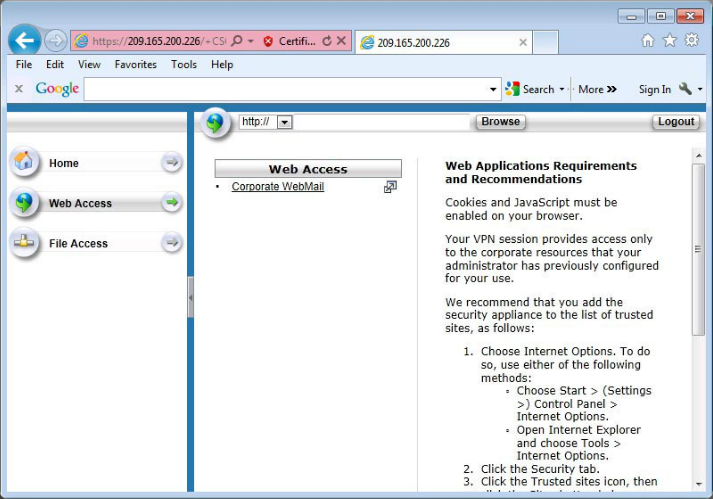 https://209.165.200.226/+CSC
Certifi...
209.165.200.226
File Edit View Favorites Tools Help
x Google Search More » Sign In
http:// Browse Logout
Home
Web Access
File Access
Web Access
• Corporate WebMail
Web Applications Requirements
and Recommendations
Cookies and JavaScript must be
enabled on your browser.
Your VPN session provides access only
to the corporate resources that your
administrator has previously configured
for your use.
We recommend that you add the
security appliance to the list of trusted
sites, as follows:
1. Choose Internet Options. To do
so, use either of the following
methods:
◦ Choose Start > (Settings
>) Control Panel >
Internet Options.
◦ Open Internet Explorer
and choose Tools >
Internet Options.
2. Click the Security tab.
3. Click the Trusted sites icon, then